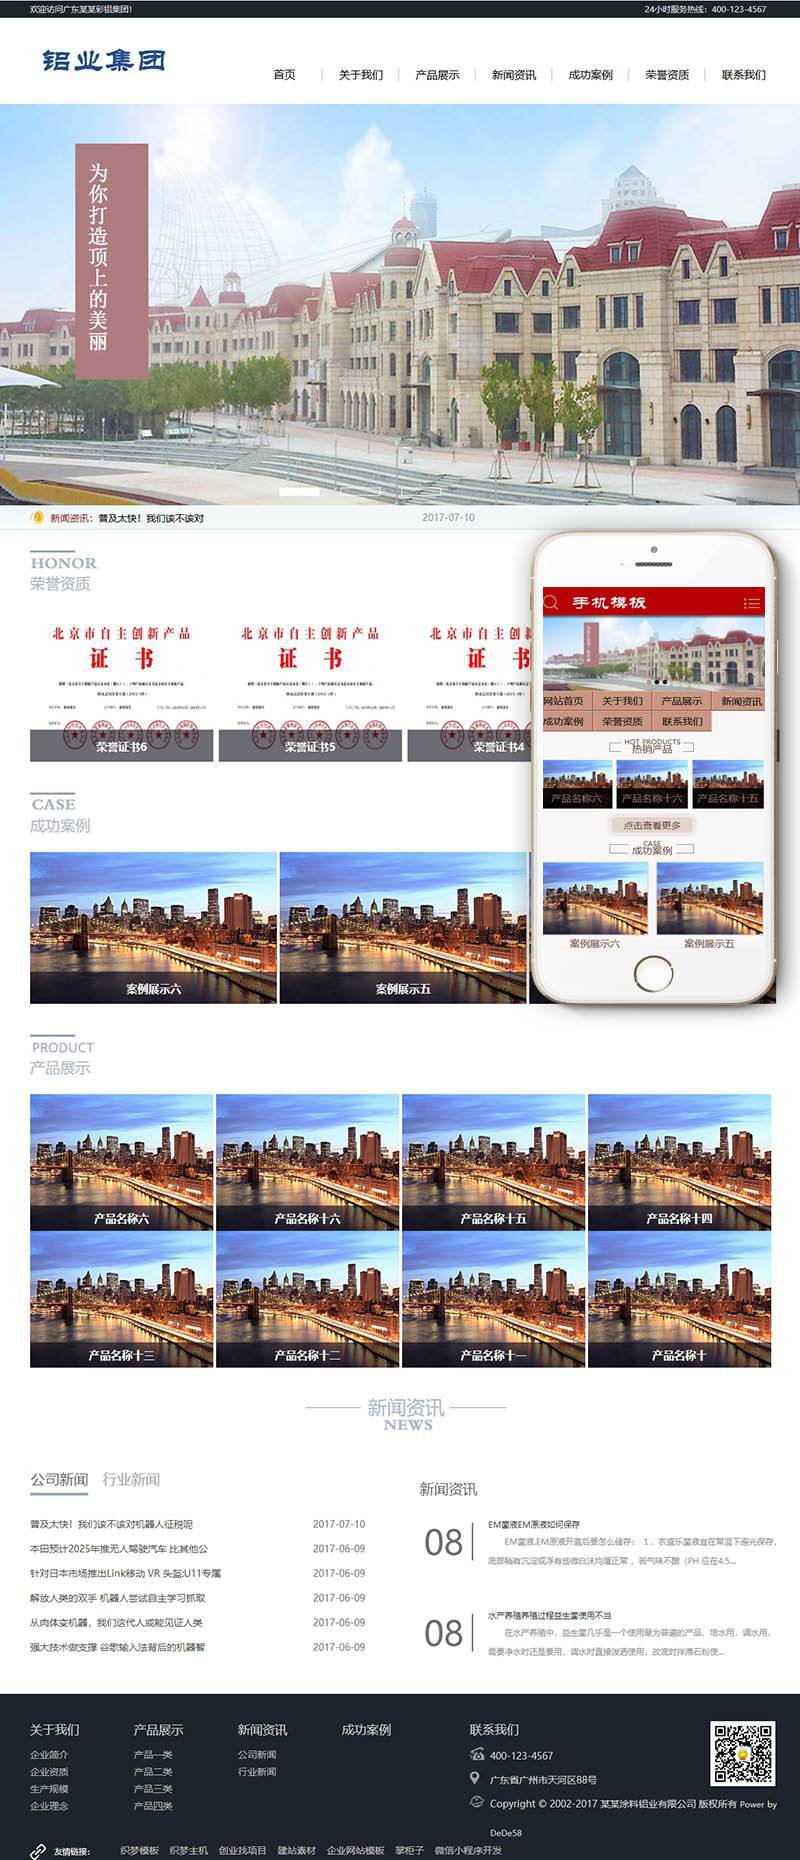 欢迎访问广东某某彩铝集团!
24小时服务热线：400-123-4567
铝业集团
首页 关于我们 产品展示 新闻资讯 成功案例 荣誉资质 联系我们
为你打造顶上的美丽
新闻资讯：普及太快！我们该不该对
2017-07-10
HONOR
荣誉资质
北京市自主创新产品
证 书
荣誉证书6
北京市自主创新产品
证 书
荣誉证书5
北京市自主创
证 书
荣誉证书4
CASE
成功案例
案例展示六
案例展示五
手机模板
网站首页 关于我们 产品展示 新闻资讯
成功案例 荣誉资质 联系我们
HOT PRODUCTS
热销产品
产品名称六 产品名称十六 产品名称十五
点击查看更多
CASE
成功案例
案例展示六 案例展示五
PRODUCT
产品展示
产品名称六 产品名称十六 产品名称十五 产品名称十四
产品名称十三 产品名称十二 产品名称十一 产品名称十
新闻资讯
NEWS
公司新闻 行业新闻
普及太快！我们该不该对机器人征税呢 2017-07-10
本田预计2025年推无人驾驶汽车 比其他公 2017-06-09
针对日本市场推出Link移动 VR 头盔;U11专属 2017-06-09
解放人类的双手 机器人尝试自主学习抓取 2017-06-09
从肉体变机器，我们这代人或能见证人类 2017-06-09
强大技术做支撑 谷歌输入法背后的机器智 2017-06-09
新闻资讯
08
EM菌液EM原液如何保存
EM菌液,EM原液开盖后要怎么储存： 1 、农盛乐菌液宜在常温下避光保存，
底部稍有沉淀或浮有些微白沫均属正常 ，若气味不酸（PH 应在4.5...
08
水产养殖养殖过程益生菌使用不当
在水产养殖中，益生菌几乎是一个使用最为普遍的产品，培水用，调水用，
需要净水时还是要用，调水时直接泼洒使用，改底时拌滑石粉使...
关于我们
企业简介
企业资质
生产规模
企业理念
产品展示
产品一类
产品二类
产品三类
产品四类
新闻资讯
公司新闻
行业新闻
成功案例
联系我们
400-123-4567
广东省广州市天河区88号
Copyright © 2002-2017 某某涂料铝业有限公司 版权所有 Power by
DeDe58
友情链接： 织梦模板 织梦主机 创业找项目 建站素材 企业网站模板 掌柜子 微信小程序开发